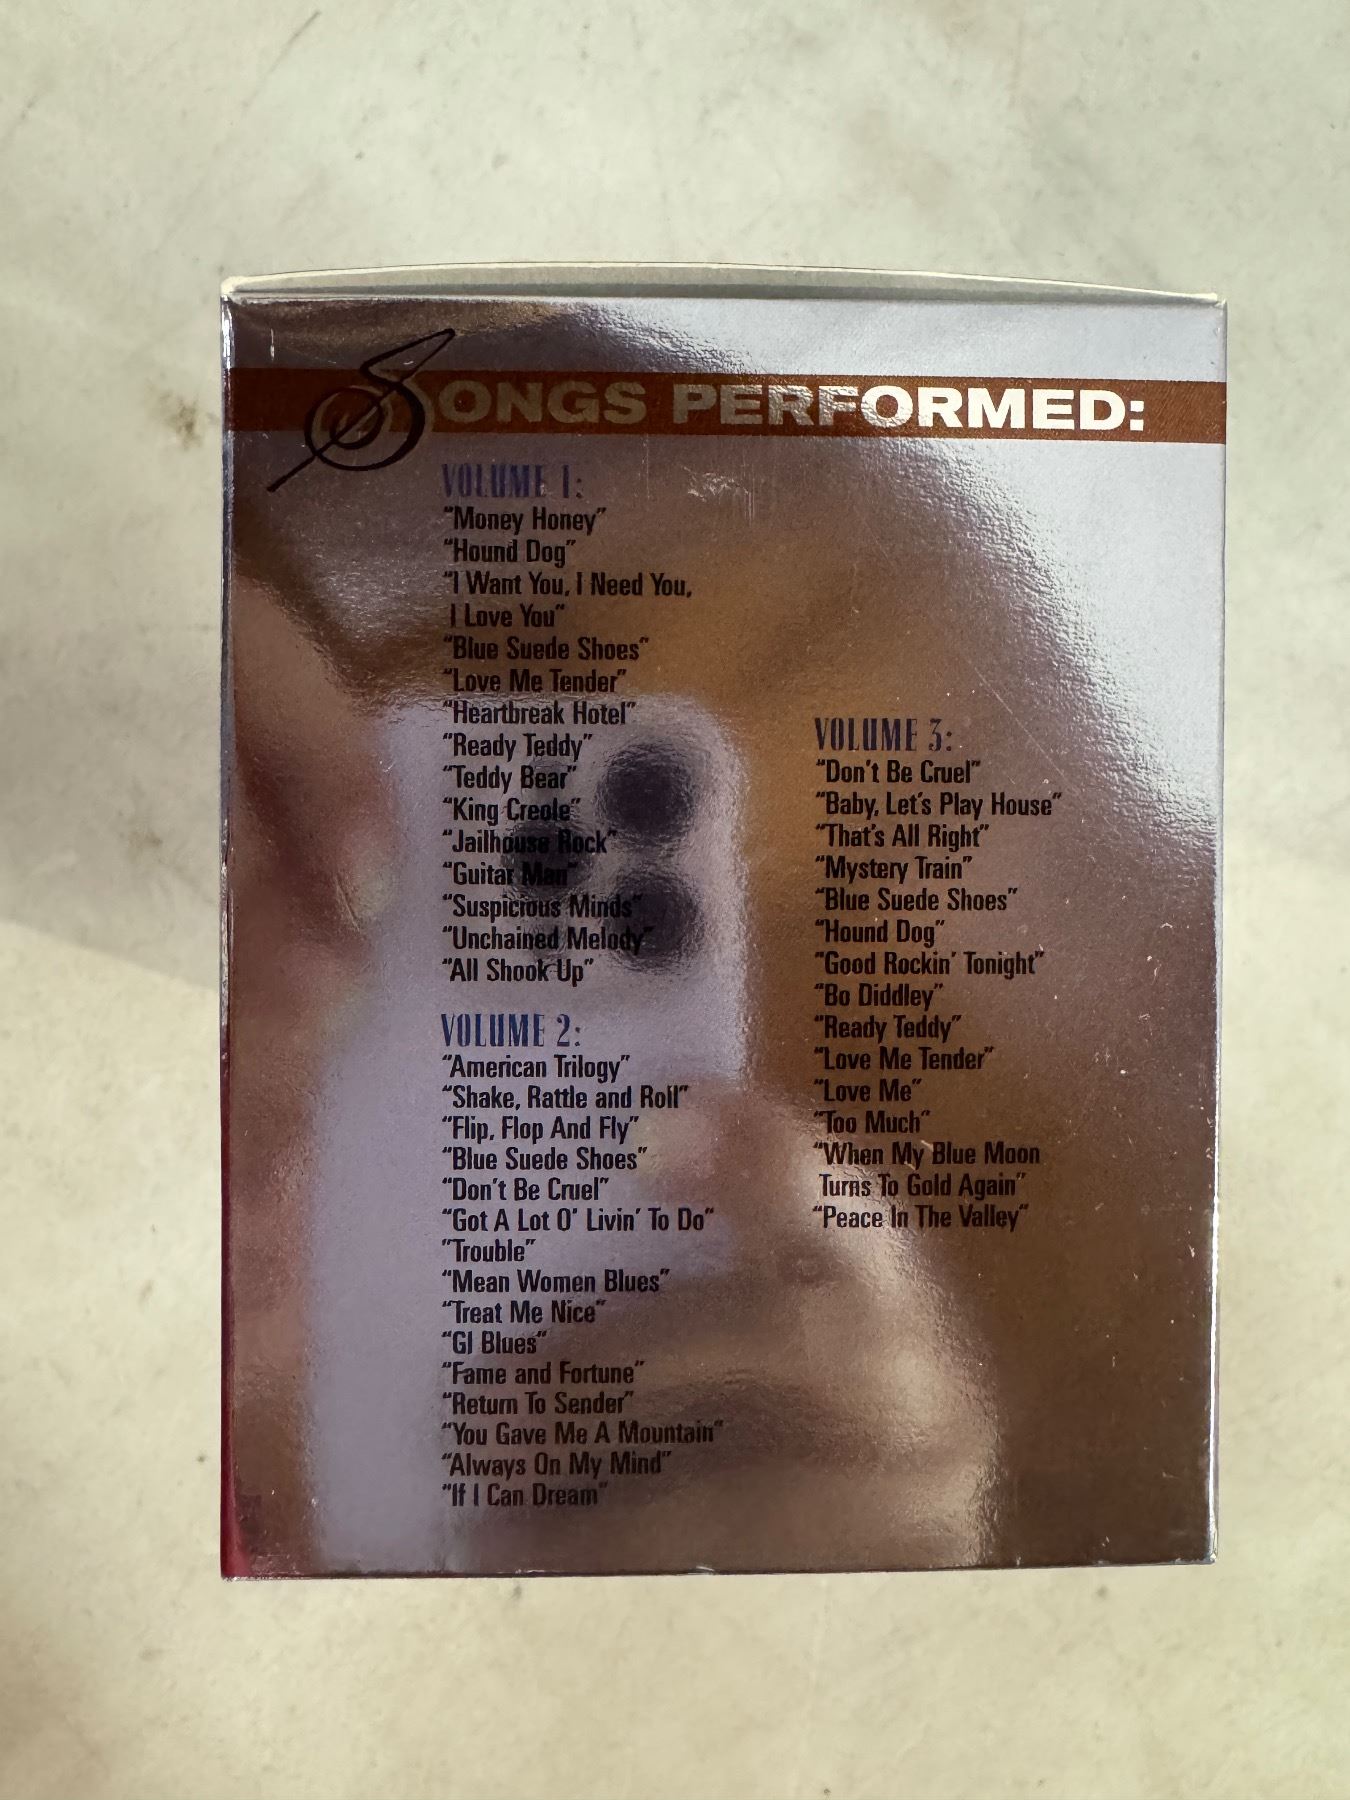 SONGS PERFORMED:
VOLUME 1:
“Money Honey”
“Hound Dog”
“I Want You, I Need You,
I Love You”
“Blue Suede Shoes”
“Love Me Tender”
“Heartbreak Hotel”
“Ready Teddy”
“Teddy Bear”
“King Creole”
“Jailhouse Rock”
“Guitar Man”
“Suspicious Minds”
“Unchained Melody”
“All Shook Up”
VOLUME 2:
“American Trilogy”
“Shake, Rattle and Roll”
“Flip, Flop And Fly”
“Blue Suede Shoes”
“Don't Be Cruel”
“Got A Lot O' Livin' To Do”
“Trouble”
“Mean Women Blues”
“Treat Me Nice”
“GI Blues”
“Fame and Fortune”
“Return To Sender”
“You Gave Me A Mountain”
“Always On My Mind”
“If I Can Dream”
VOLUME 3:
“Don't Be Cruel”
“Baby, Let's Play House”
“That's All Right”
“Mystery Train”
“Blue Suede Shoes”
“Hound Dog”
“Good Rockin' Tonight”
“Bo Diddley”
“Ready Teddy”
“Love Me Tender”
“Love Me”
“Too Much”
“When My Blue Moon
Turns To Gold Again”
“Peace In The Valley”